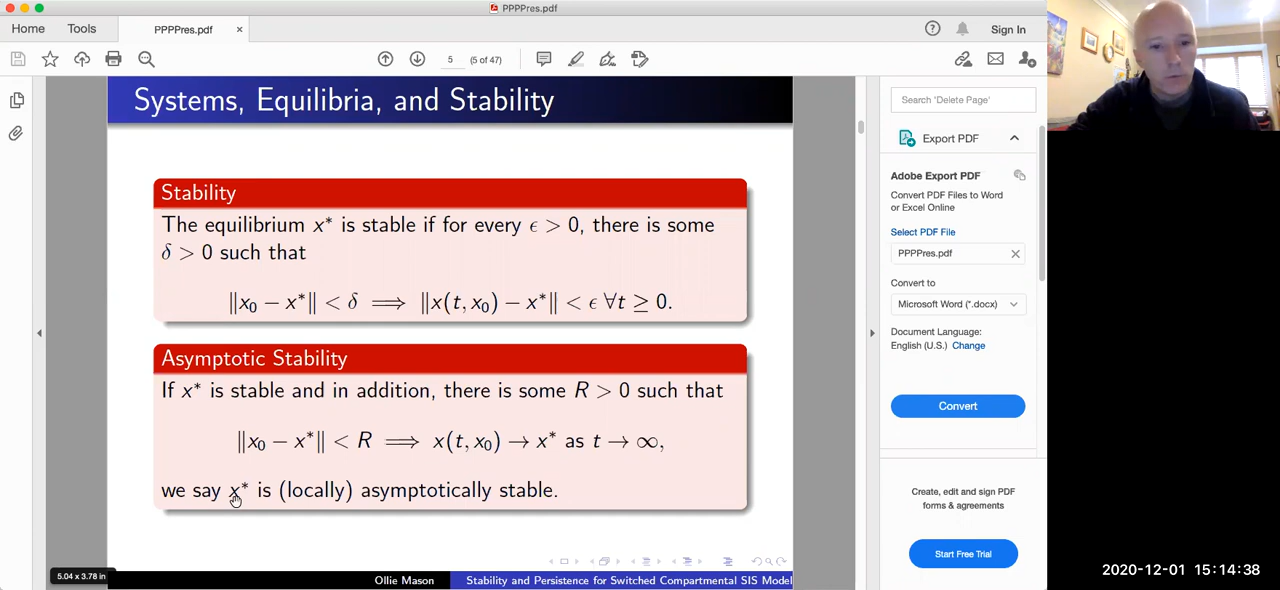 PPPPres.pdf
Home
Tools
PPPPres.pdf
Sign In
5
(5 of 47)
Systems, Equilibria, and Stability
Stability
The equilibrium x* is stable if for every ϵ > 0, there is some
δ > 0 such that
‖x₀ − x*‖ < δ ⟹ ‖x(t, x₀) − x*‖ < ϵ ∀t ≥ 0.
Asymptotic Stability
If x* is stable and in addition, there is some R > 0 such that
‖x₀ − x*‖ < R ⟹ x(t, x₀) → x* as t → ∞,
we say x* is (locally) asymptotically stable.
5.04 x 3.78 in
Ollie Mason
Stability and Persistence for Switched Compartmental SIS Model
Search 'Delete Page'
Export PDF
Adobe Export PDF
Convert PDF Files to Word
or Excel Online
Select PDF File
PPPPres.pdf
Convert to
Microsoft Word (*.docx)
Document Language:
English (U.S.) Change
Convert
Create, edit and sign PDF
forms & agreements
Start Free Trial
2020-12-01 15:14:38